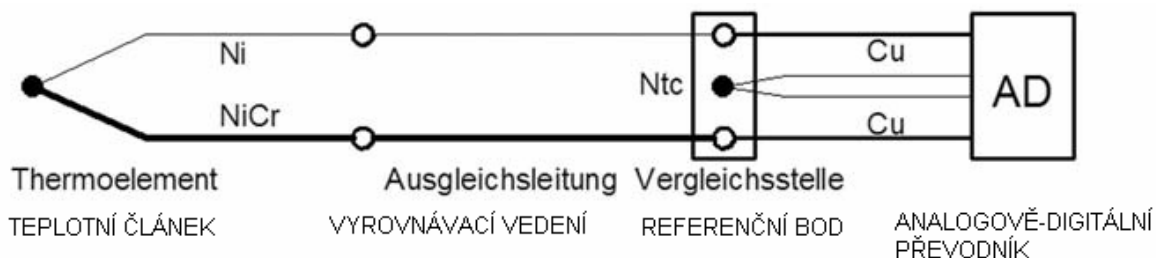 Ni
Cu
Ntc
AD
NiCr
Cu
Thermoelement
Ausgleichsleitung
Vergleichsstelle
TEPLOTNÍ ČLÁNEK
VYROVNÁVACÍ VEDENÍ
REFERENČNÍ BOD
ANALOGOVĚ-DIGITÁLNÍ
PŘEVODNÍK